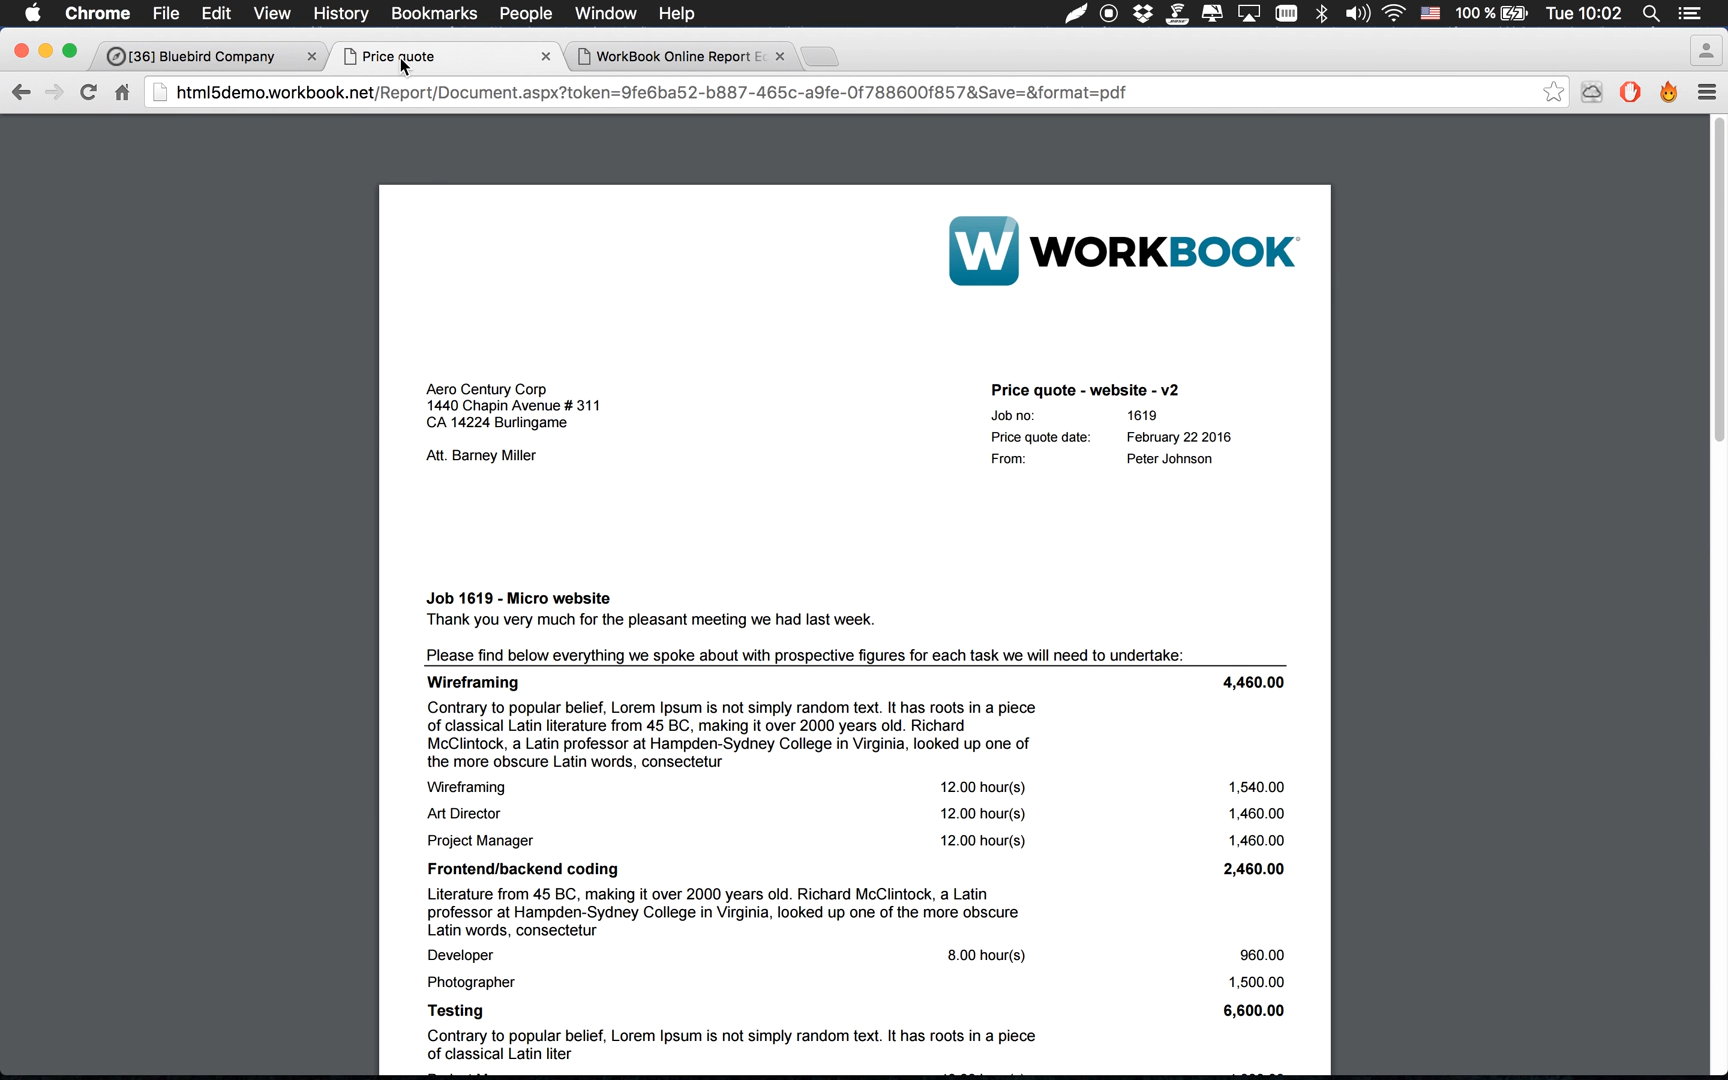 Chrome File Edit View History Bookmarks People Window Help 100 % Tue 10:02
[36] Bluebird Company Price quote WorkBook Online Report Ed
html5demo.workbook.net/Report/Document.aspx?token=9fe6ba52-b887-465c-a9fe-0f788600f857&Save=&format=pdf
W WORKBOOK®
Aero Century Corp
1440 Chapin Avenue # 311
CA 14224 Burlingame
Att. Barney Miller
Price quote - website - v2
Job no: 1619
Price quote date: February 22 2016
From: Peter Johnson
Job 1619 - Micro website
Thank you very much for the pleasant meeting we had last week.
Please find below everything we spoke about with prospective figures for each task we will need to undertake:
Wireframing 4,460.00
Contrary to popular belief, Lorem Ipsum is not simply random text. It has roots in a piece
of classical Latin literature from 45 BC, making it over 2000 years old. Richard
McClintock, a Latin professor at Hampden-Sydney College in Virginia, looked up one of
the more obscure Latin words, consectetur
Wireframing 12.00 hour(s) 1,540.00
Art Director 12.00 hour(s) 1,460.00
Project Manager 12.00 hour(s) 1,460.00
Frontend/backend coding 2,460.00
Literature from 45 BC, making it over 2000 years old. Richard McClintock, a Latin
professor at Hampden-Sydney College in Virginia, looked up one of the more obscure
Latin words, consectetur
Developer 8.00 hour(s) 960.00
Photographer 1,500.00
Testing 6,600.00
Contrary to popular belief, Lorem Ipsum is not simply random text. It has roots in a piece
of classical Latin liter